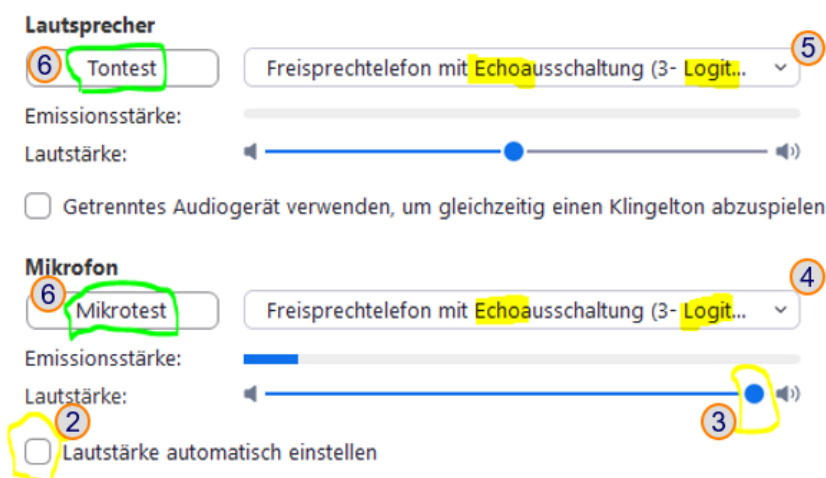 Lautsprecher
6 Tontest Freisprechtelefon mit Echoausschaltung (3- Logit... 5
Emissionsstärke:
Lautstärke:
Getrenntes Audiogerät verwenden, um gleichzeitig einen Klingelton abzuspielen
Mikrofon
6 Mikrotest Freisprechtelefon mit Echoausschaltung (3- Logit... 4
Emissionsstärke:
Lautstärke:
2 3
Lautstärke automatisch einstellen